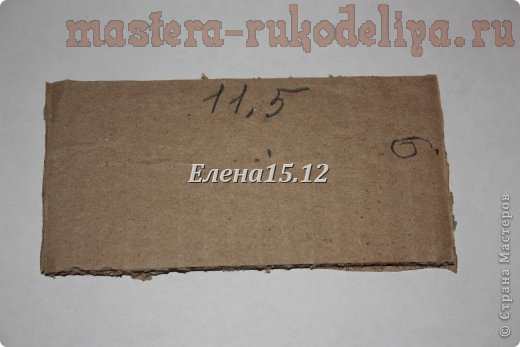 mastera-rukodeliya.ru
11,5
6
Елена15.12
© Страна Мастеров